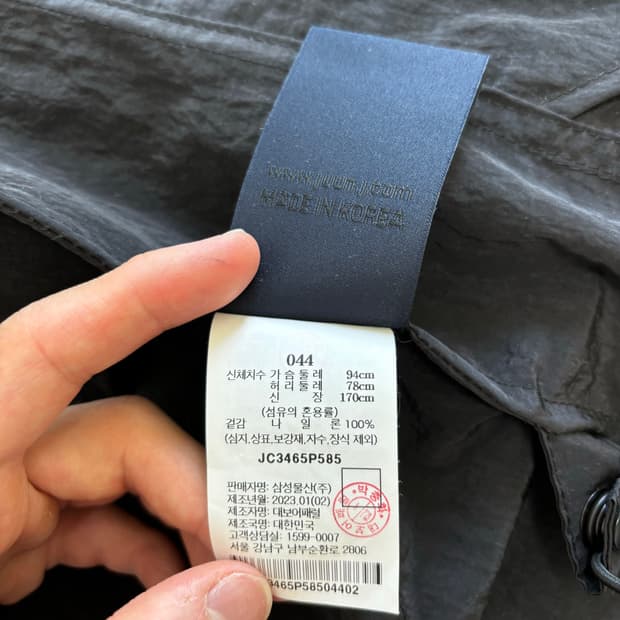 www.juunj.com
MADE IN KOREA
044
신체치수 가 슴 둘 레 94cm
허 리 둘 레 78cm
신 장 170cm
(섬유의 혼용률)
겉감 나 일 론 100%
(심지,상표,보강재,자수,장식 제외)
JC3465P585
판매자명: 삼성물산(주)
제조년월: 2023.01(02)
제조자명: 대보어패럴
제조국명: 대한민국
고객상담실: 1599-0007
서울 강남구 남부순환로 2806
3465P58504402